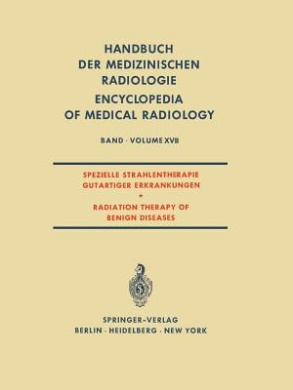 HANDBUCH
DER MEDIZINISCHEN
RADIOLOGIE
ENCYCLOPEDIA
OF MEDICAL RADIOLOGY
BAND · VOLUME XVII
SPEZIELLE STRAHLENTHERAPIE
GUTARTIGER ERKRANKUNGEN
•
RADIATION THERAPY OF
BENIGN DISEASES
SPRINGER-VERLAG
BERLIN · HEIDELBERG · NEW YORK